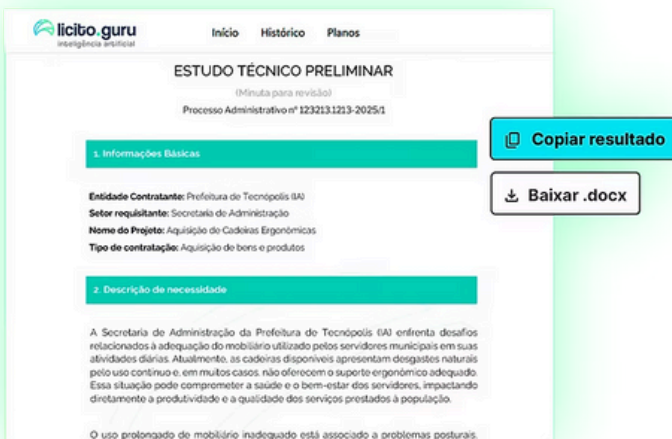 licito.guru
inteligência artificial
Início Histórico Planos
ESTUDO TÉCNICO PRELIMINAR
(Minuta para revisão)
Processo Administrativo nº 123213.1213-2025/1
Copiar resultado
1. Informações Básicas
Baixar .docx
Entidade Contratante: Prefeitura de Tecnópolis (IA)
Setor requisitante: Secretaria de Administração
Nome do Projeto: Aquisição de Cadeiras Ergonômicas
Tipo de contratação: Aquisição de bens e produtos
2. Descrição de necessidade
A Secretaria de Administração da Prefeitura de Tecnópolis (IA) enfrenta desafios
relacionados à adequação do mobiliário utilizado pelos servidores municipais em suas
atividades diárias. Atualmente, as cadeiras disponíveis apresentam desgastes naturais
pelo uso contínuo e, em muitos casos, não oferecem o suporte ergonômico adequado.
Essa situação pode comprometer a saúde e o bem-estar dos servidores, impactando
diretamente a produtividade e a qualidade dos serviços prestados à população.
O uso prolongado de mobiliário inadequado está associado a problemas posturais,